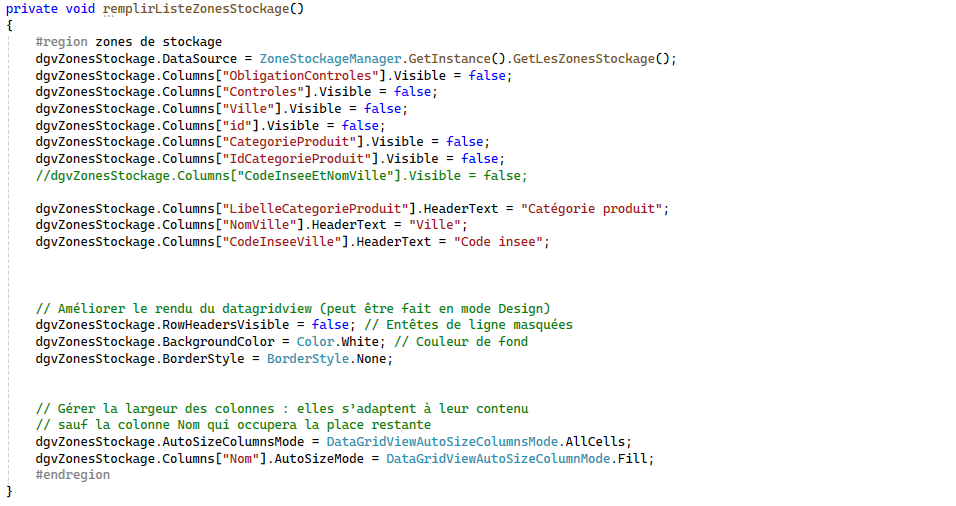 private void remplirListeZonesStockage()
{
#region zones de stockage
dgvZonesStockage.DataSource = ZoneStockageManager.GetInstance().GetLesZonesStockage();
dgvZonesStockage.Columns["ObligationControles"].Visible = false;
dgvZonesStockage.Columns["Controles"].Visible = false;
dgvZonesStockage.Columns["Ville"].Visible = false;
dgvZonesStockage.Columns["id"].Visible = false;
dgvZonesStockage.Columns["CategorieProduit"].Visible = false;
dgvZonesStockage.Columns["IdCategorieProduit"].Visible = false;
//dgvZonesStockage.Columns["CodeInseeEtNomVille"].Visible = false;
dgvZonesStockage.Columns["LibelleCategorieProduit"].HeaderText = "Catégorie produit";
dgvZonesStockage.Columns["NomVille"].HeaderText = "Ville";
dgvZonesStockage.Columns["CodeInseeVille"].HeaderText = "Code insee";
// Améliorer le rendu du datagridview (peut être fait en mode Design)
dgvZonesStockage.RowHeadersVisible = false; // Entêtes de ligne masquées
dgvZonesStockage.BackgroundColor = Color.White; // Couleur de fond
dgvZonesStockage.BorderStyle = BorderStyle.None;
// Gérer la largeur des colonnes : elles s’adaptent à leur contenu
// sauf la colonne Nom qui occupera la place restante
dgvZonesStockage.AutoSizeColumnsMode = DataGridViewAutoSizeColumnsMode.AllCells;
dgvZonesStockage.Columns["Nom"].AutoSizeMode = DataGridViewAutoSizeColumnMode.Fill;
#endregion
}